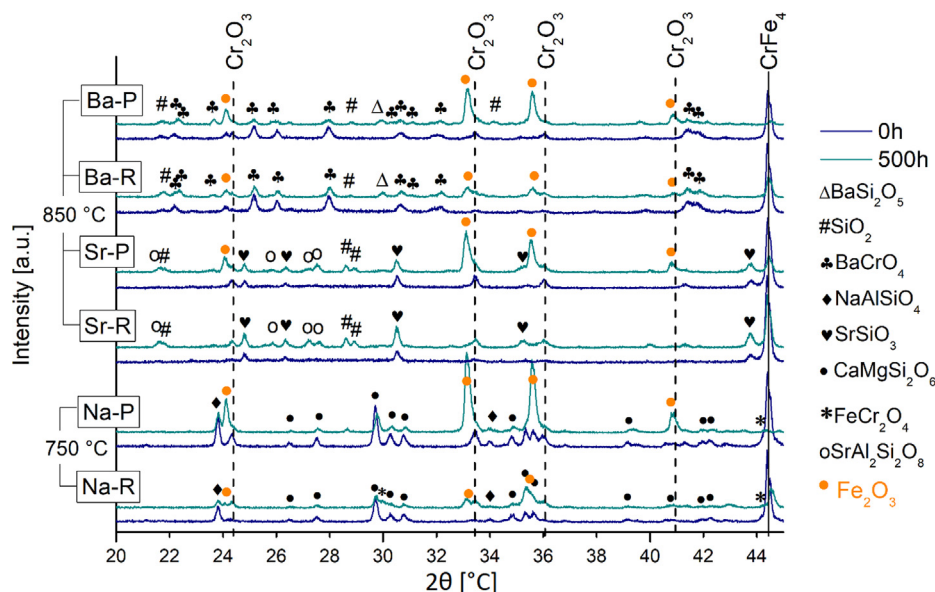 Cr2O3
Cr2O3
Cr2O3
Cr2O3
CrFe4
Ba-P
Ba-R
850 °C
Sr-P
Sr-R
Na-P
750 °C
Na-R
Intensity [a.u.]
# # Δ #
# # Δ
o# o o o ##
o# o o o ##
*
* *
0h
500h
ΔBaSi2O5
#SiO2
♣BaCrO4
♦NaAlSiO4
♥SrSiO3
•CaMgSi2O6
*FeCr2O4
oSrAl2Si2O8
● Fe2O3
20 22 24 26 28 30 32 34 36 38 40 42 44
2θ [°C]